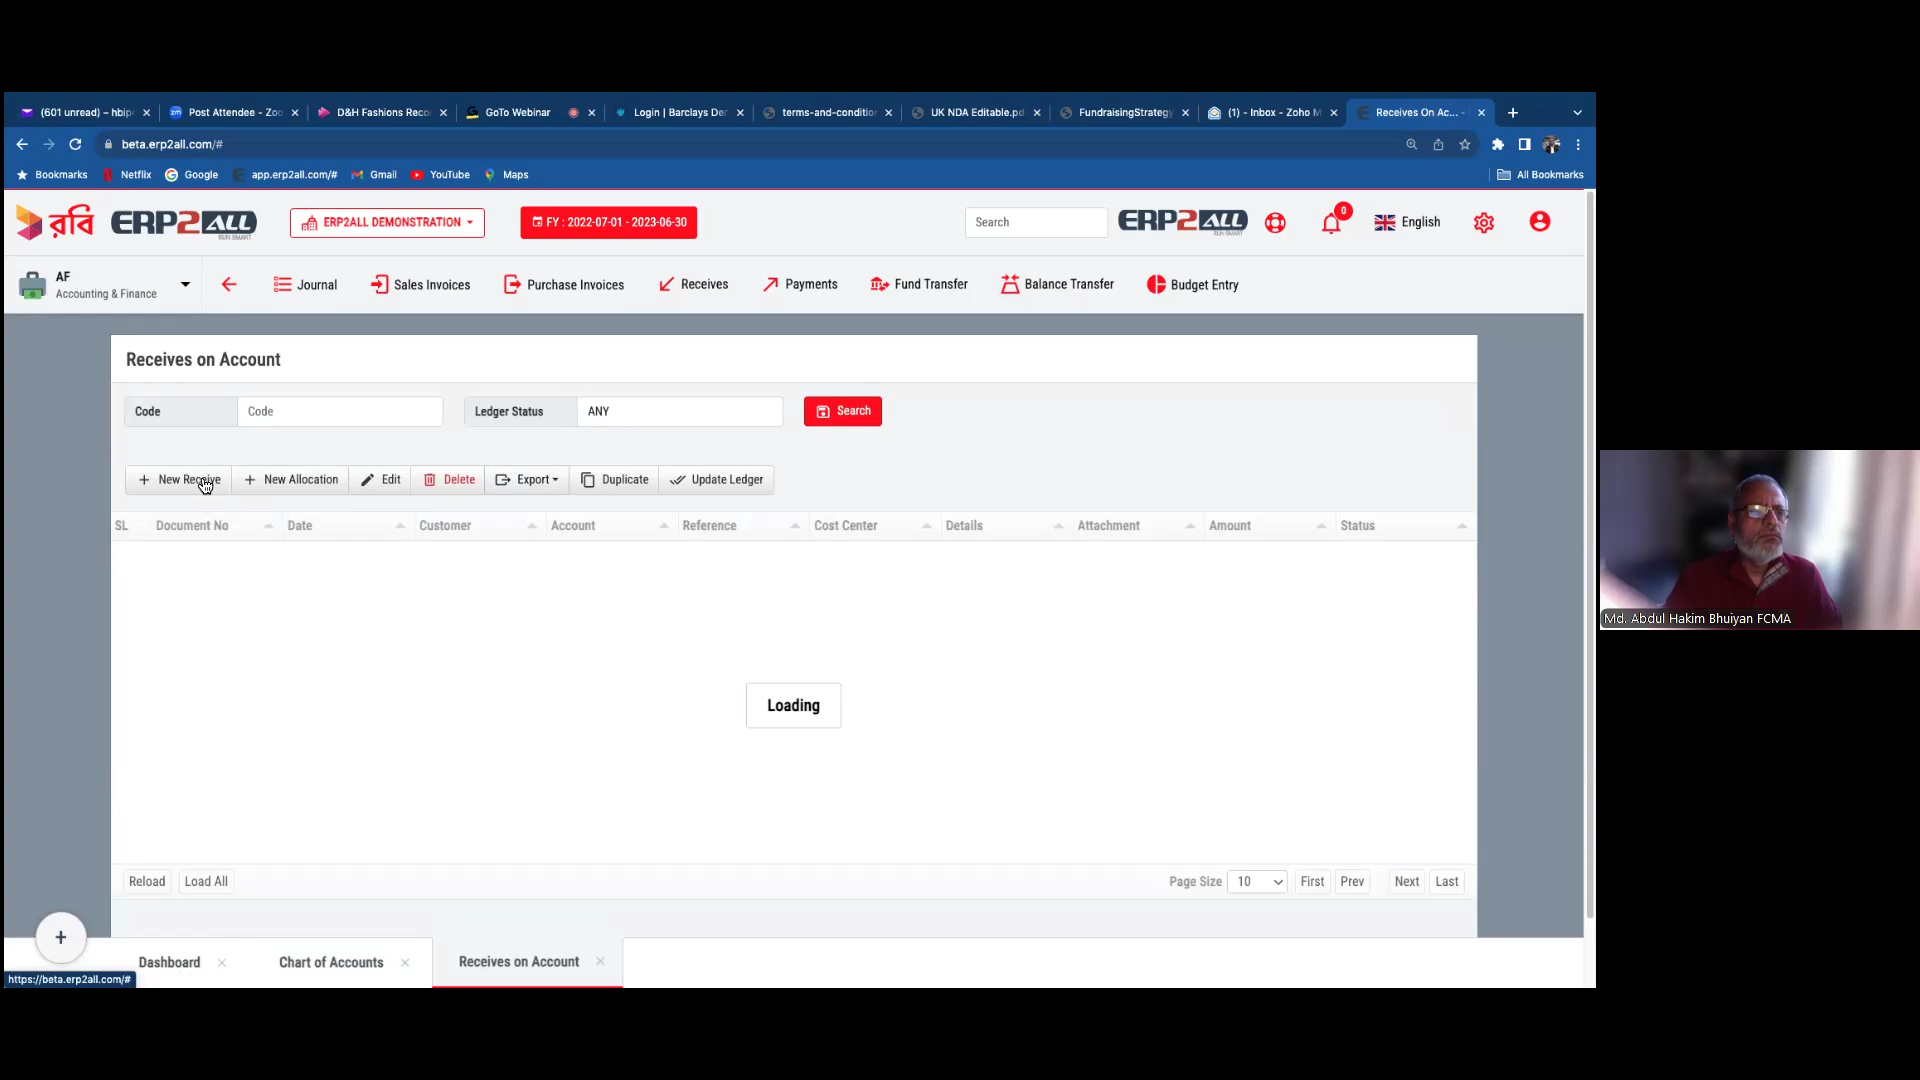 (601 unread) – hbip
Post Attendee - Zoo
D&H Fashions Reco
GoTo Webinar
Login | Barclays Der
terms-and-conditio
UK NDA Editable.pd
FundraisingStrategy
(1) - Inbox - Zoho M
Receives On Ac... -
beta.erp2all.com/#
Bookmarks
Netflix
Google
app.erp2all.com/#
Gmail
YouTube
Maps
All Bookmarks
রবি
ERP2ALL
RUN SMART
ERP2ALL DEMONSTRATION
FY : 2022-07-01 - 2023-06-30
Search
ERP2ALL
RUN SMART
0
English
AF
Accounting & Finance
Journal
Sales Invoices
Purchase Invoices
Receives
Payments
Fund Transfer
Balance Transfer
Budget Entry
Receives on Account
Code
Code
Ledger Status
ANY
Search
New Receive
New Allocation
Edit
Delete
Export
Duplicate
Update Ledger
SL
Document No
Date
Customer
Account
Reference
Cost Center
Details
Attachment
Amount
Status
Loading
Md. Abdul Hakim Bhuiyan FCMA
Reload
Load All
Page Size
10
First
Prev
Next
Last
+
Dashboard
Chart of Accounts
Receives on Account
https://beta.erp2all.com/#